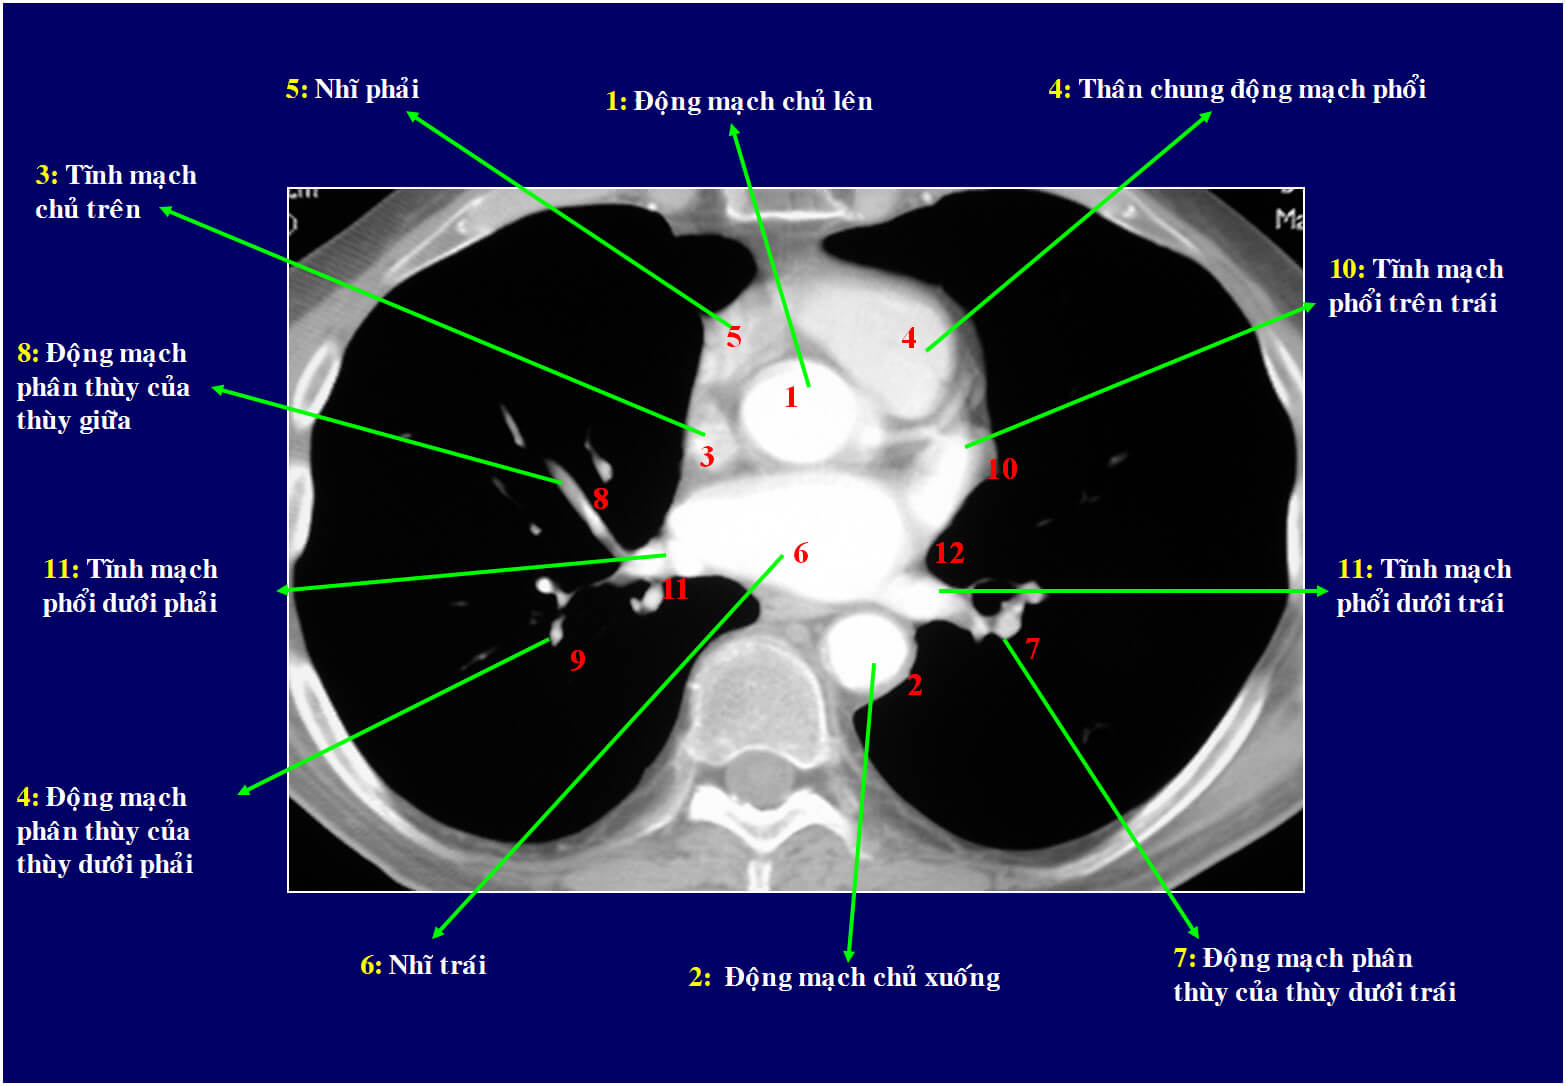 5: Nhĩ phải
1: Động mạch chủ lên
4: Thân chung động mạch phổi
3: Tĩnh mạch
chủ trên
10: Tĩnh mạch
phổi trên trái
8: Động mạch
phân thùy của
thùy giữa
11: Tĩnh mạch
phổi dưới phải
11: Tĩnh mạch
phổi dưới trái
4: Động mạch
phân thùy của
thùy dưới phải
6: Nhĩ trái
2: Động mạch chủ xuống
7: Động mạch phân
thùy của thùy dưới trái
Ma
5
4
1
3
10
8
6
12
11
7
9
2